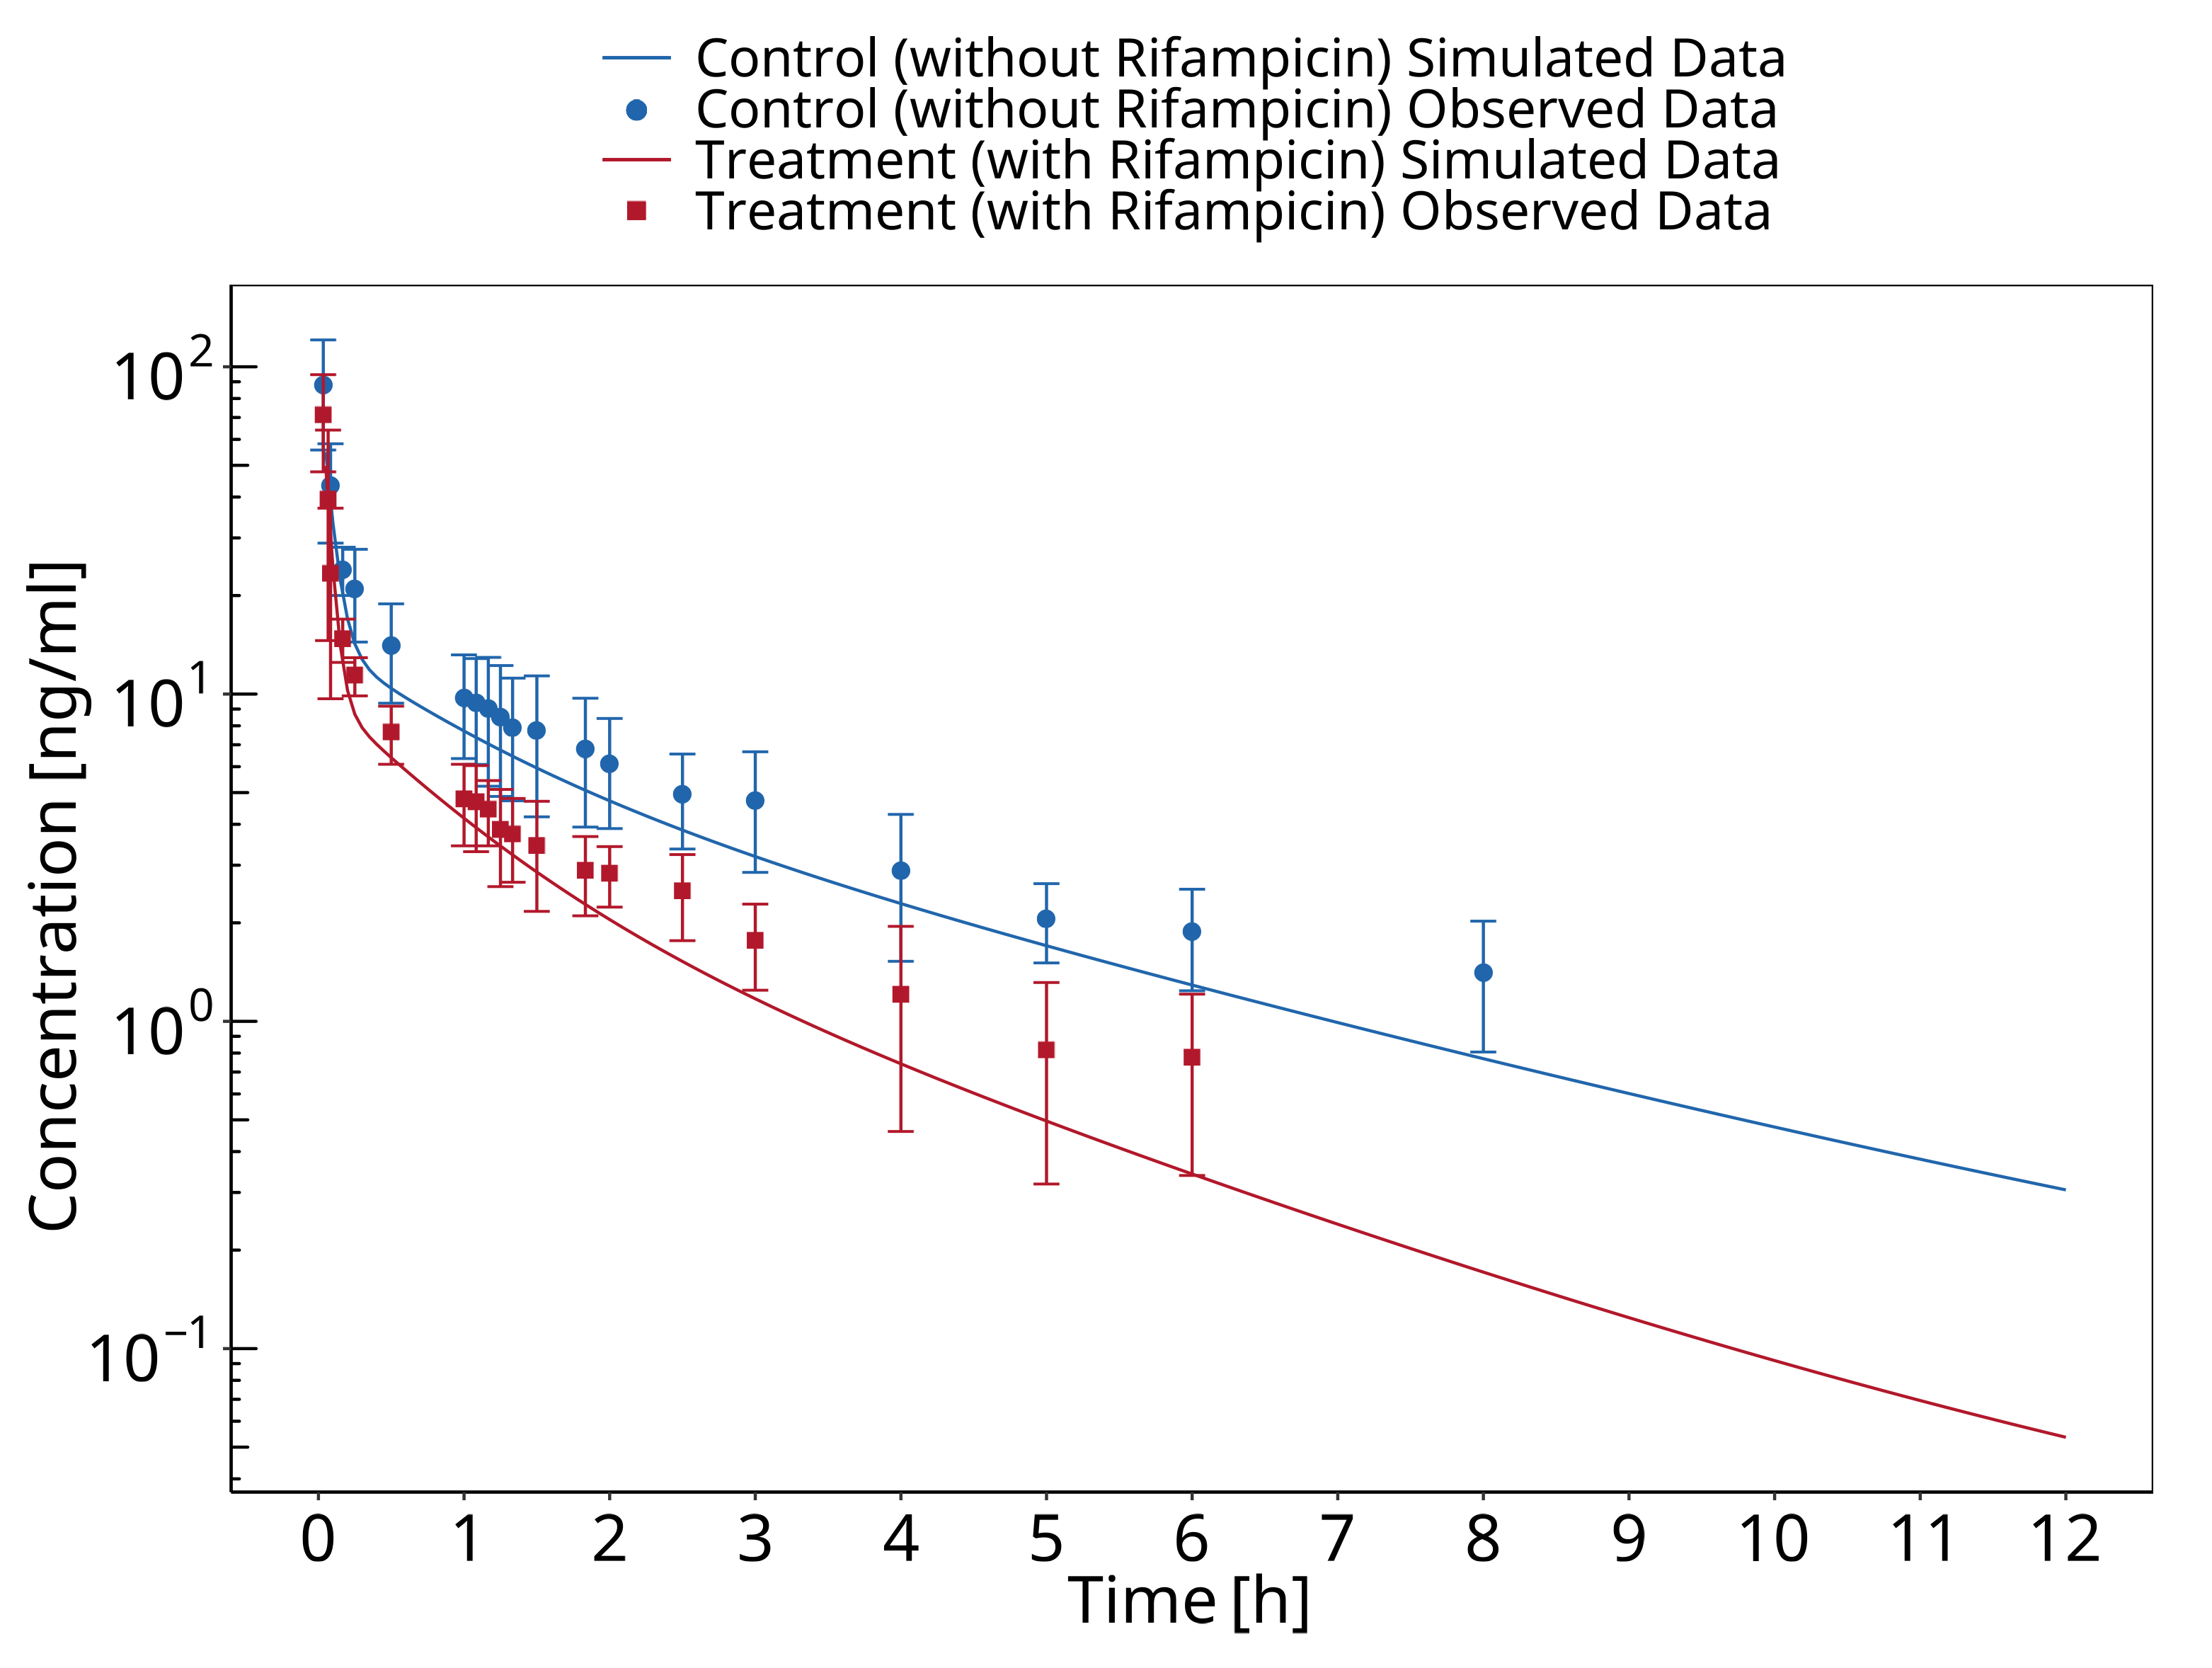 Control (without Rifampicin) Simulated Data
Control (without Rifampicin) Observed Data
Treatment (with Rifampicin) Simulated Data
Treatment (with Rifampicin) Observed Data
Concentration [ng/ml]
10²
10¹
10⁰
10⁻¹
0 1 2 3 4 5 6 7 8 9 10 11 12
Time [h]